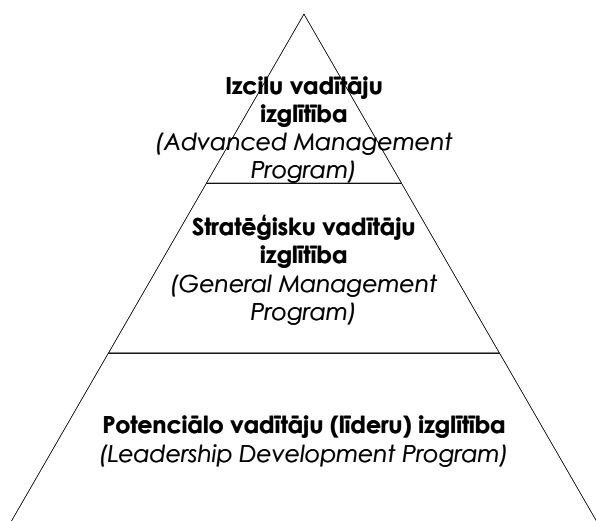 Izcilu vadītāju
izglītība
(Advanced Management
Program)
Stratēģisku vadītāju
izglītība
(General Management
Program)
Potenciālo vadītāju (līderu) izglītība
(Leadership Development Program)